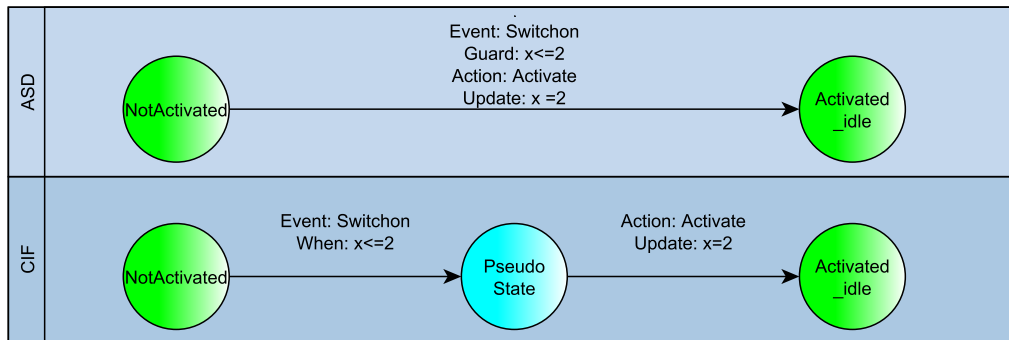 ASD
.
Event: Switchon
Guard: x<=2
Action: Activate
Update: x =2
NotActivated
Activated
_idle
CIF
Event: Switchon
When: x<=2
Action: Activate
Update: x=2
NotActivated
Pseudo
State
Activated
_idle